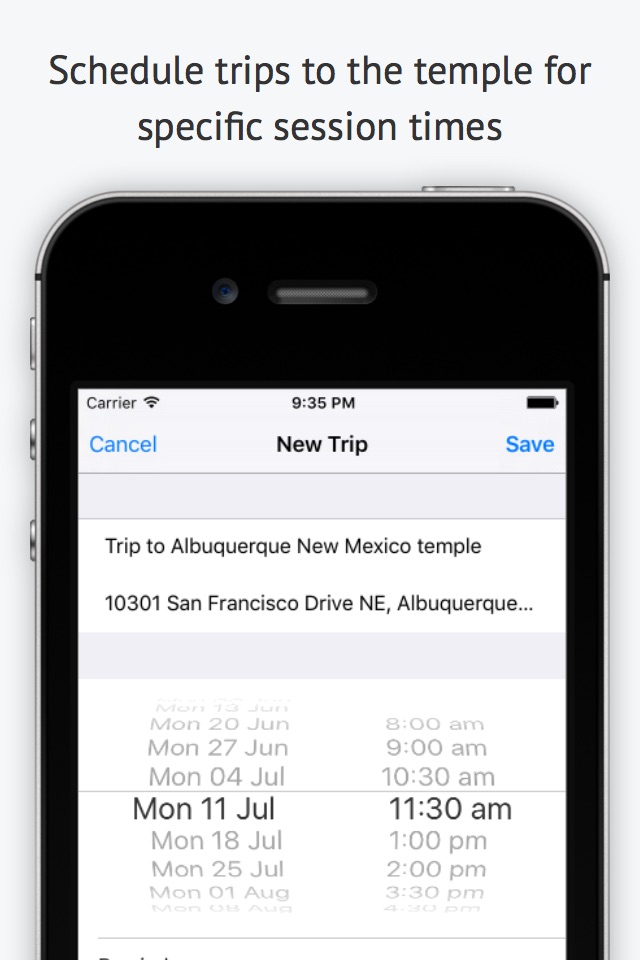 Schedule trips to the temple for
specific session times
Carrier 9:35 PM
Cancel New Trip Save
Trip to Albuquerque New Mexico temple
10301 San Francisco Drive NE, Albuquerque...
Mon 13 Jun
Mon 20 Jun 8:00 am
Mon 27 Jun 9:00 am
Mon 04 Jul 10:30 am
Mon 11 Jul 11:30 am
Mon 18 Jul 1:00 pm
Mon 25 Jul 2:00 pm
Mon 01 Aug 3:30 pm
Mon 08 Aug 4:30 pm